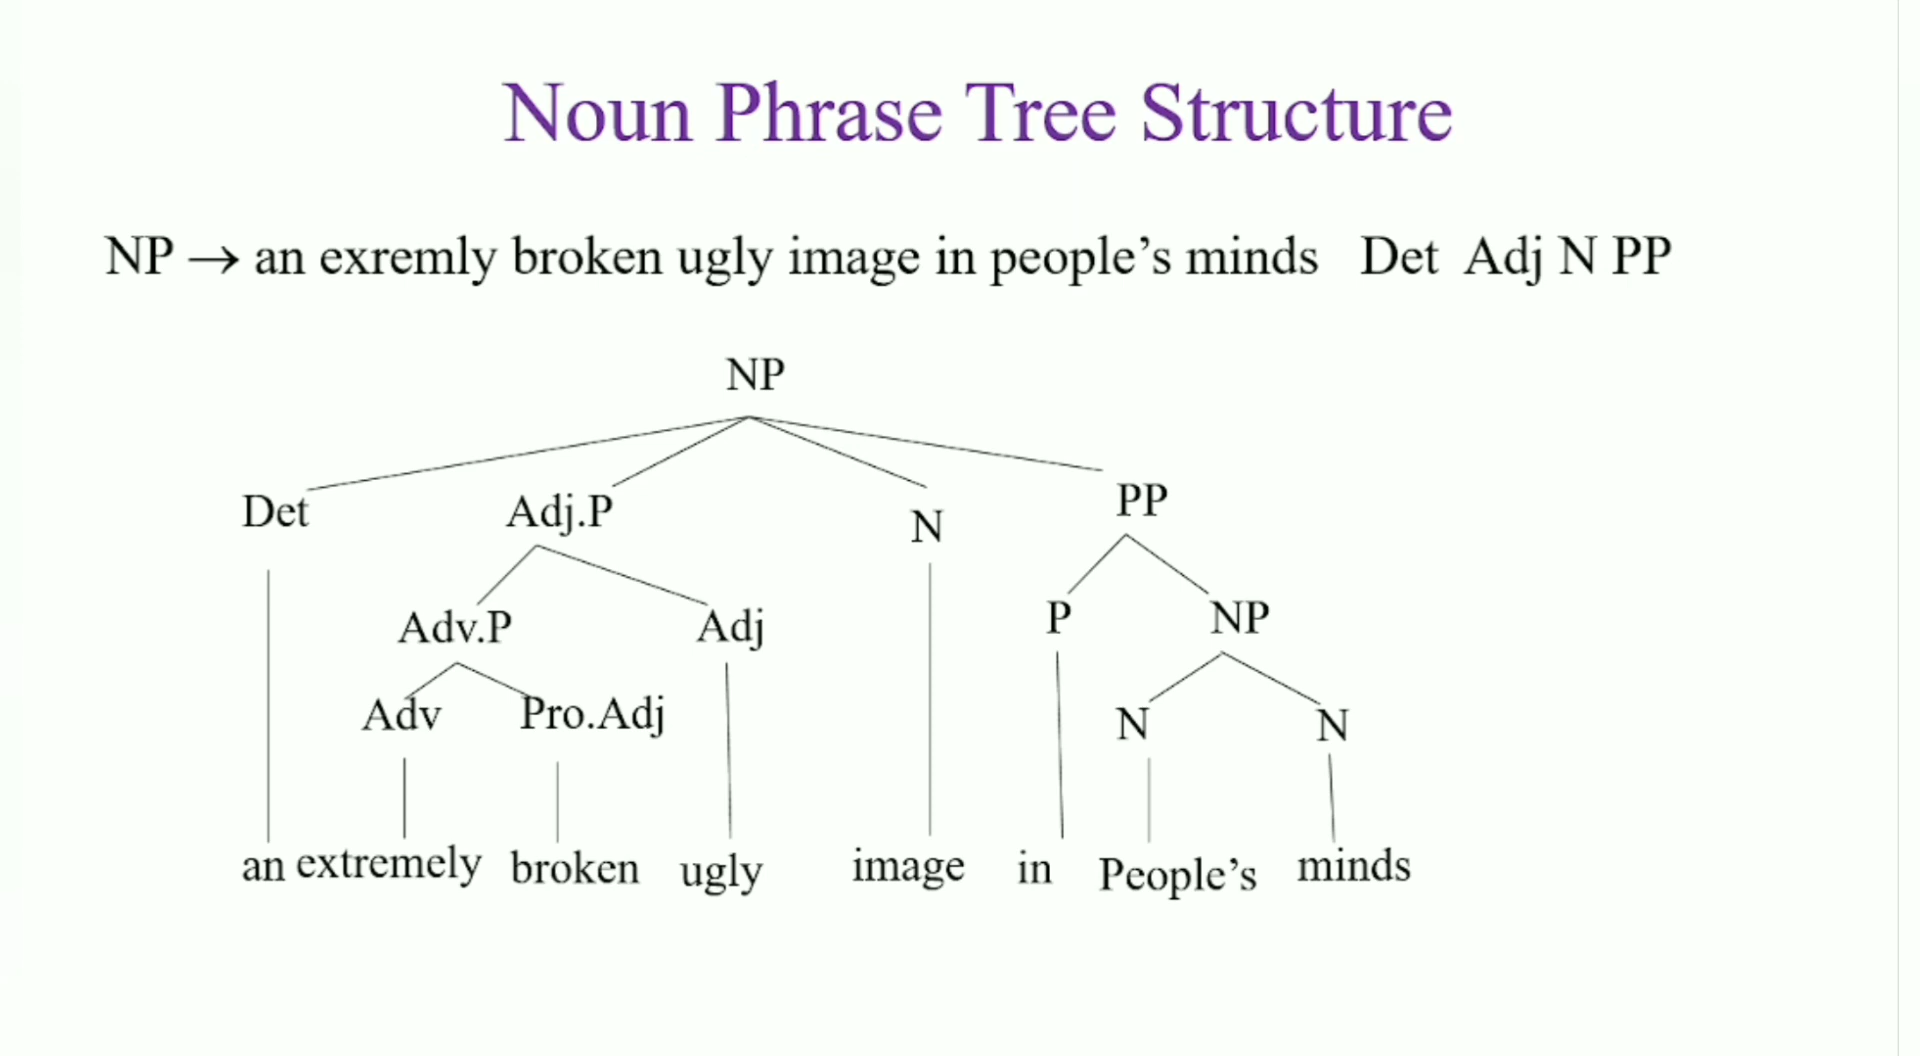 Noun Phrase Tree Structure
NP → an exremly broken ugly image in people’s minds Det Adj N PP
NP
Det Adj.P N PP
Adv.P Adj P NP
Adv Pro.Adj N N
an extremely broken ugly image in People’s minds